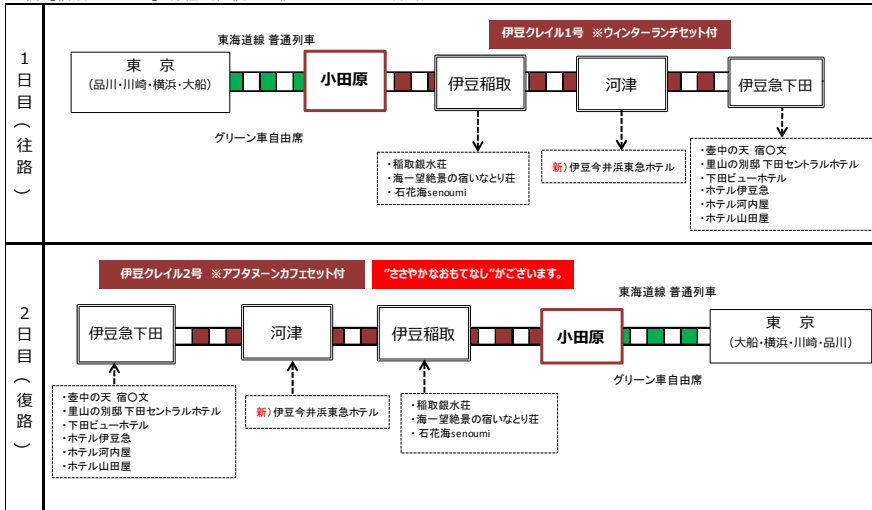 1日目（往路）
東海道線 普通列車
伊豆クレイル1号 ※ウィンターランチセット付
東 京
（品川・川崎・横浜・大船）
小田原
伊豆稲取
河津
伊豆急下田
グリーン車自由席
・稲取銀水荘
・海一望絶景の宿いなとり荘
・石花海senoumi
新）伊豆今井浜東急ホテル
・壺中の天 宿〇文
・里山の別邸 下田セントラルホテル
・下田ビューホテル
・ホテル伊豆急
・ホテル河内屋
・ホテル山田屋
2日目（復路）
伊豆クレイル2号 ※アフタヌーンカフェセット付
”ささやかなおもてなし”がございます。
東海道線 普通列車
伊豆急下田
河津
伊豆稲取
小田原
東 京
（大船・横浜・川崎・品川）
グリーン車自由席
・壺中の天 宿〇文
・里山の別邸 下田セントラルホテル
・下田ビューホテル
・ホテル伊豆急
・ホテル河内屋
・ホテル山田屋
新）伊豆今井浜東急ホテル
・稲取銀水荘
・海一望絶景の宿いなとり荘
・石花海senoumi